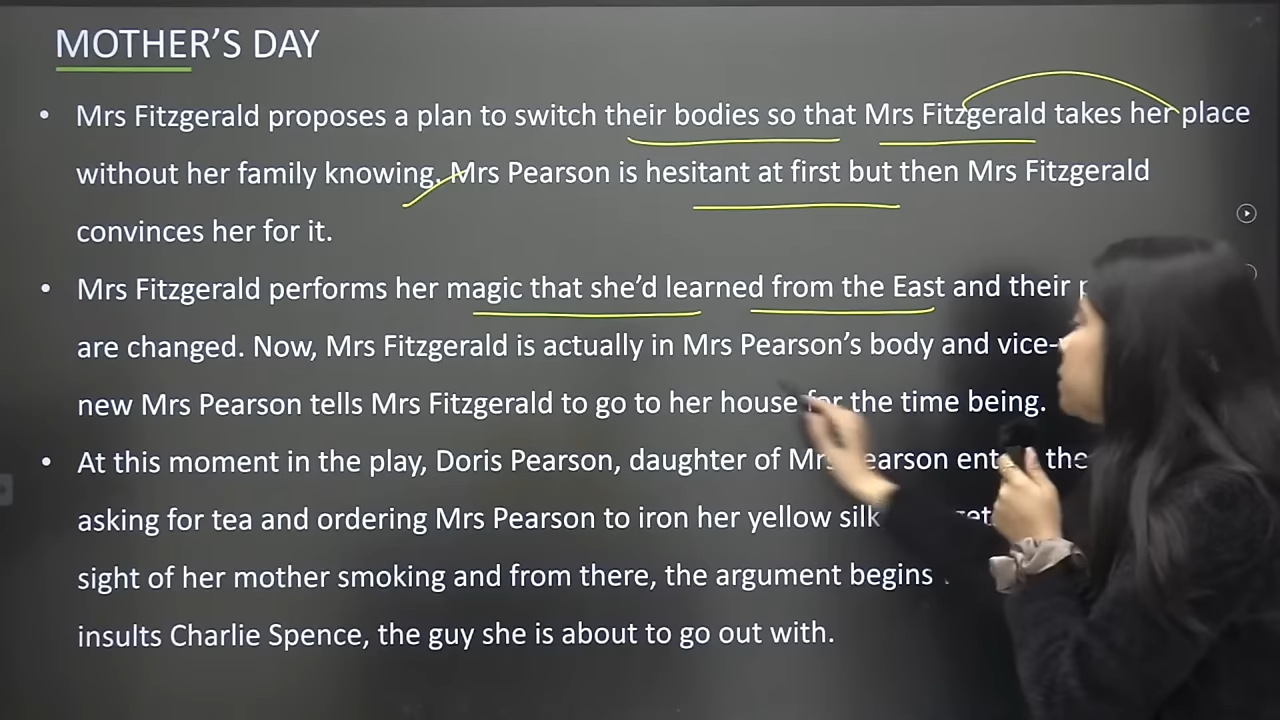 MOTHER'S DAY
• Mrs Fitzgerald proposes a plan to switch their bodies so that Mrs Fitzgerald takes her place
without her family knowing. Mrs Pearson is hesitant at first but then Mrs Fitzgerald
convinces her for it.
• Mrs Fitzgerald performs her magic that she'd learned from the East and their
are changed. Now, Mrs Fitzgerald is actually in Mrs Pearson's body and
new Mrs Pearson tells Mrs Fitzgerald to go to her house for the time being.
• At this moment in the play, Doris Pearson, daughter of Mrs Pearson the
asking for tea and ordering Mrs Pearson to iron her yellow silk
sight of her mother smoking and from there, the argument begins
insults Charlie Spence, the guy she is about to go out with.